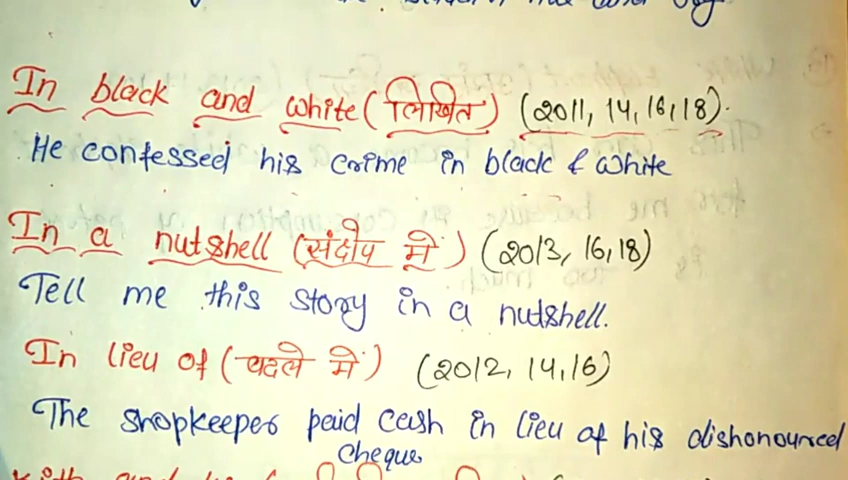 In black and white (लिखित) (2011, 14, 16, 18).
He confessed his crime in black & white
In a nutshell (संक्षेप में) (2013, 16, 18)
Tell me this story in a nutshell.
In lieu of (बदले में) (2012, 14, 16)
The shopkeeper paid cash in lieu of his dishonoured
cheque